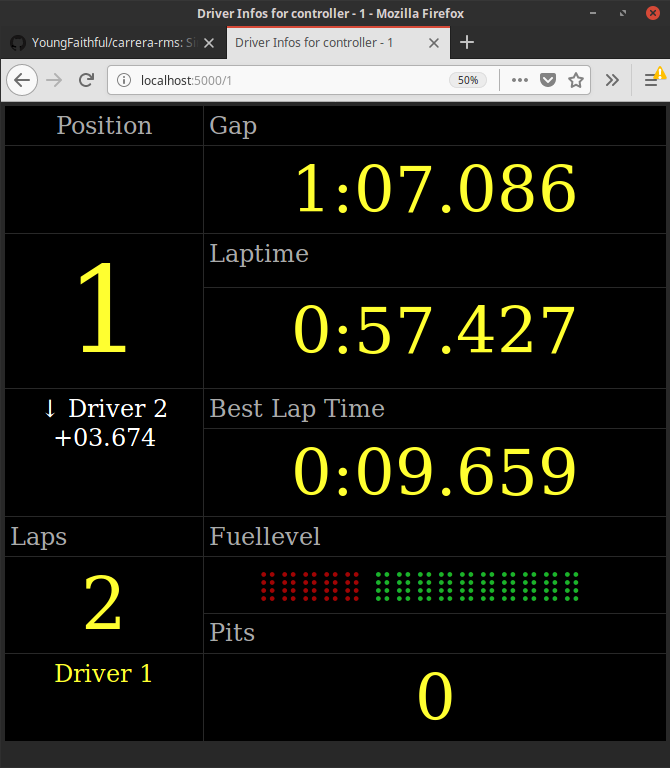 Driver Infos for controller - 1 - Mozilla Firefox
YoungFaithful/carrera-rms:
Driver Infos for controller - 1
localhost:5000/1
50%
Position
Gap
1:07.086
1
Laptime
0:57.427
↓ Driver 2
+03.674
Best Lap Time
0:09.659
Laps
2
Fuellevel
Driver 1
Pits
0